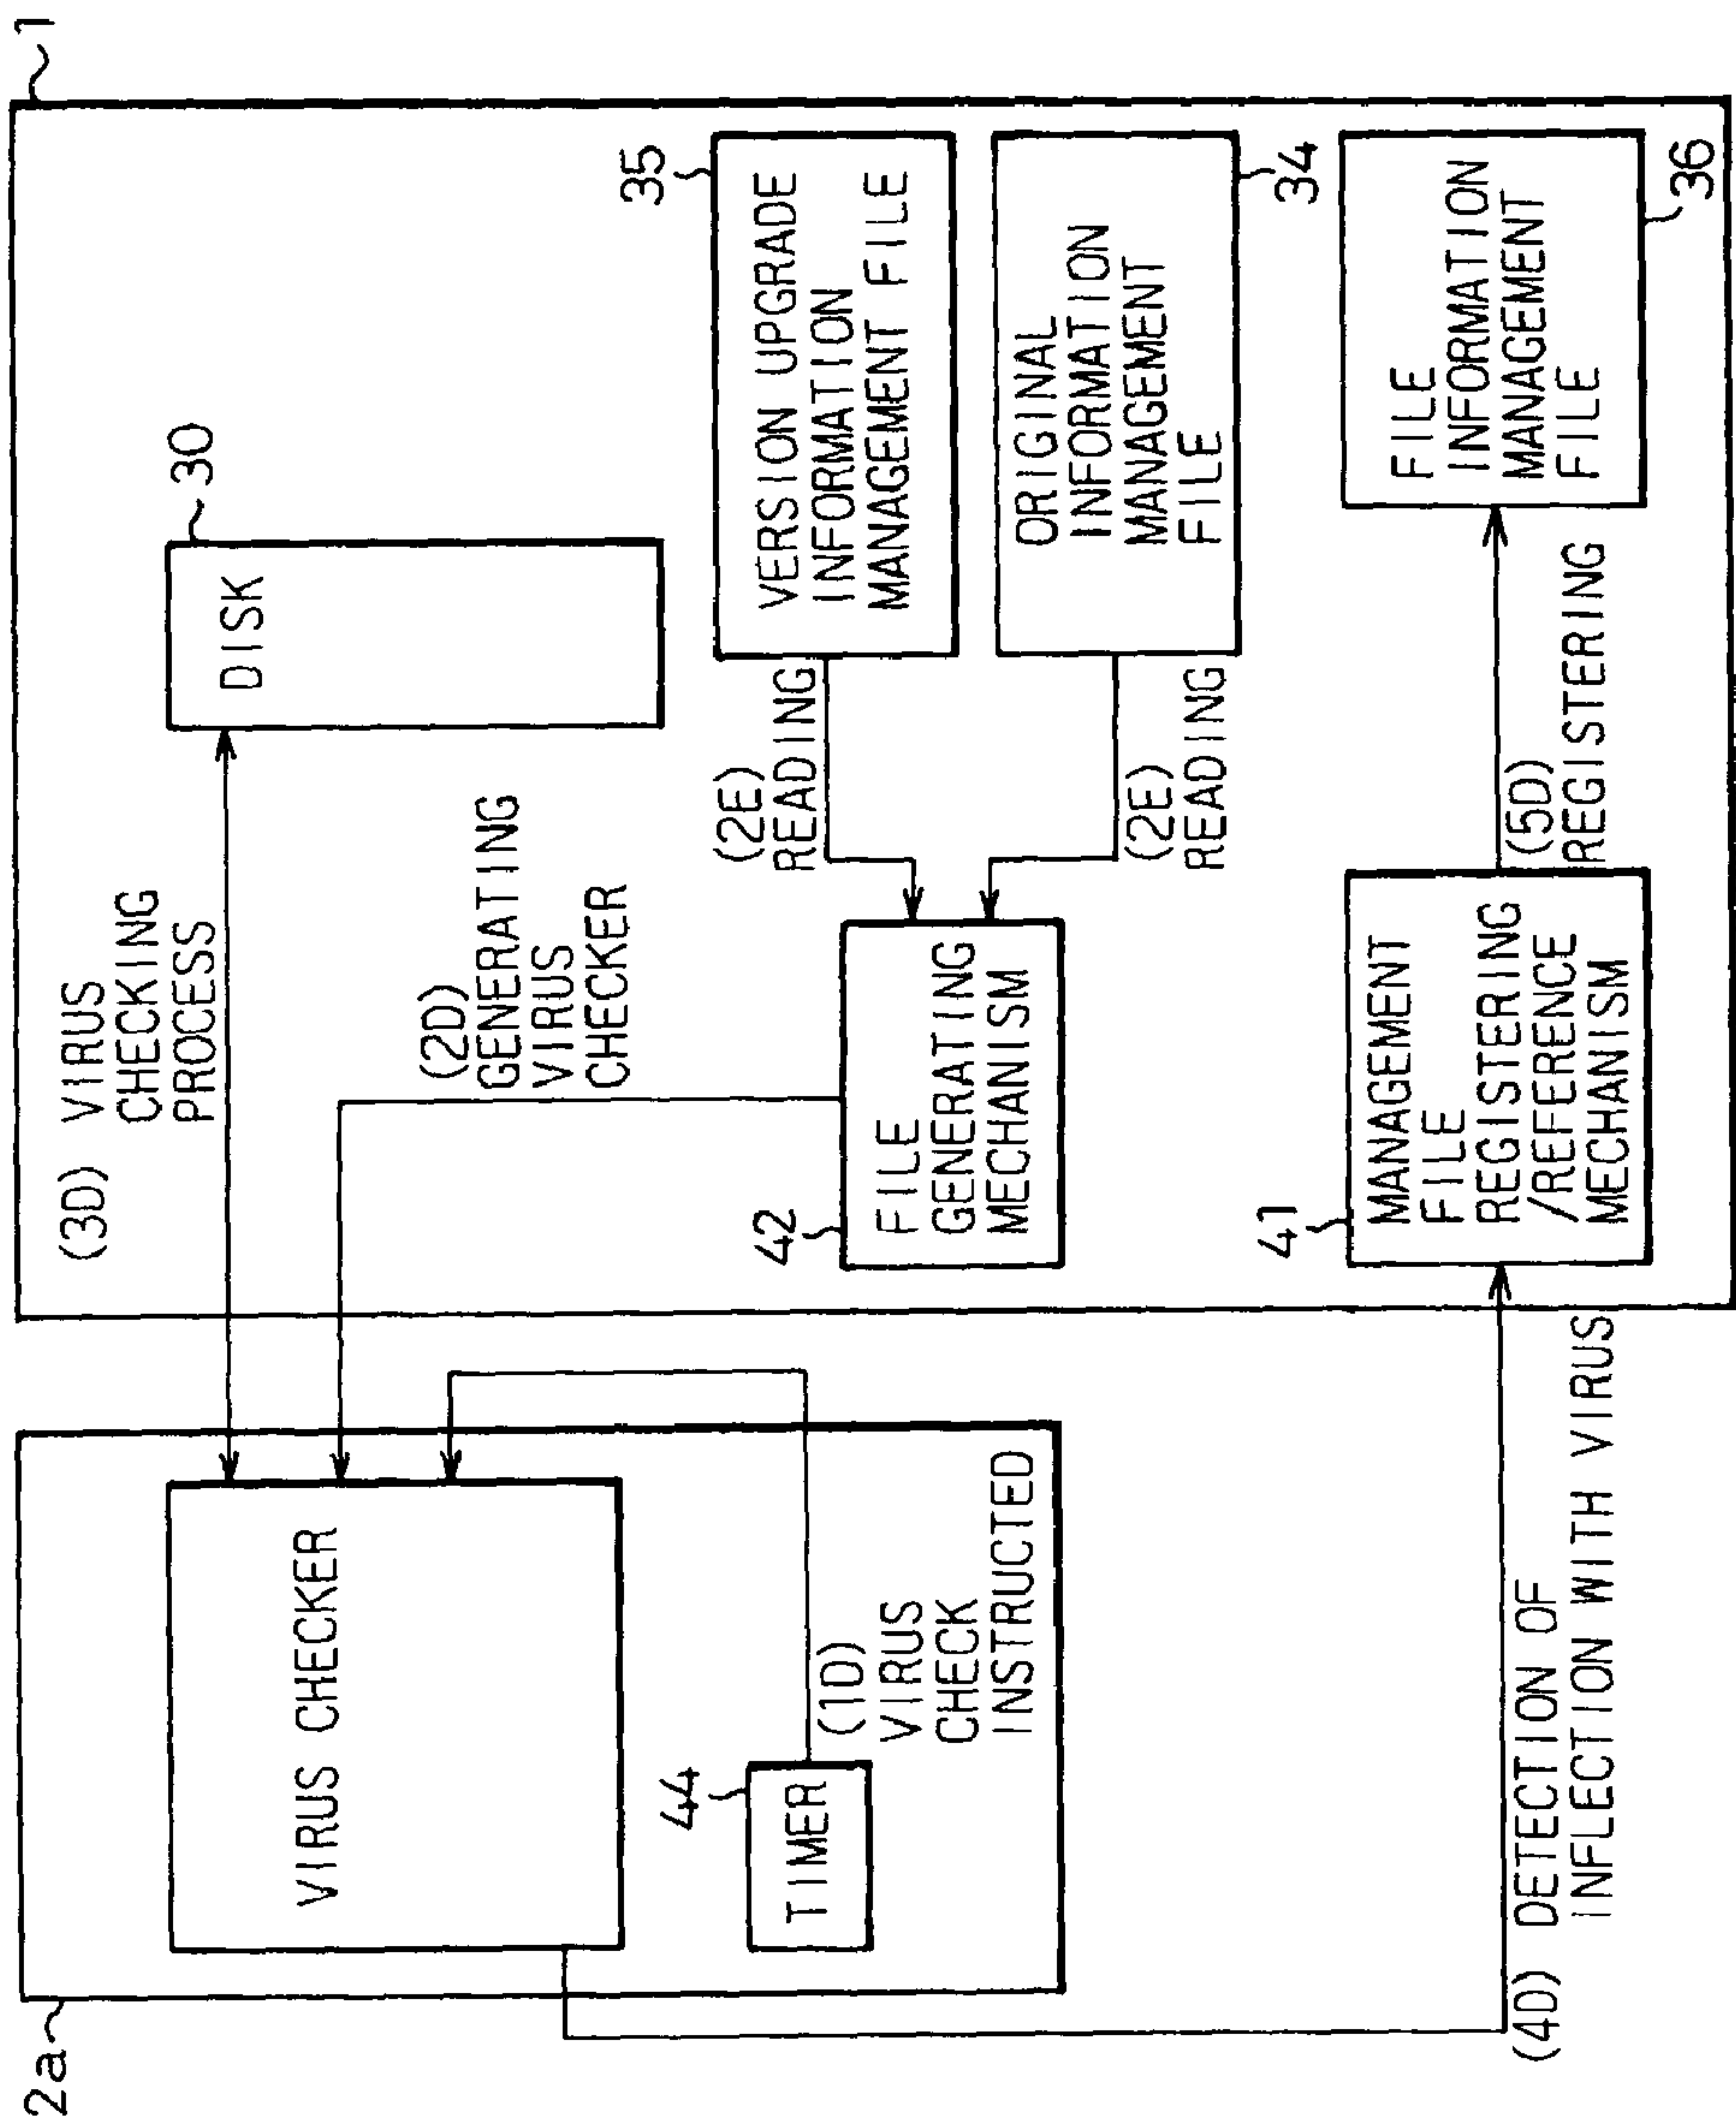 2a
VIRUS CHECKER
44
TIMER
(1D)
VIRUS
CHECK
INSTRUCTED
(4D) DETECTION OF
INFLECTION WITH VIRUS
1
(3D) VIRUS
CHECKING
PROCESS
30
DISK
(2D)
GENERATING
VIRUS
CHECKER
42
FILE
GENERATING
MECHANISM
(2E)
READING
(2E)
READING
35
VERSION UPGRADE
INFORMATION
MANAGEMENT FILE
ORIGINAL
INFORMATION
MANAGEMENT
FILE
34
41
MANAGEMENT
FILE
REGISTERING
/REFERENCE
MECHANISM
(5D)
REGISTERING
FILE
INFORMATION
MANAGEMENT
FILE
36